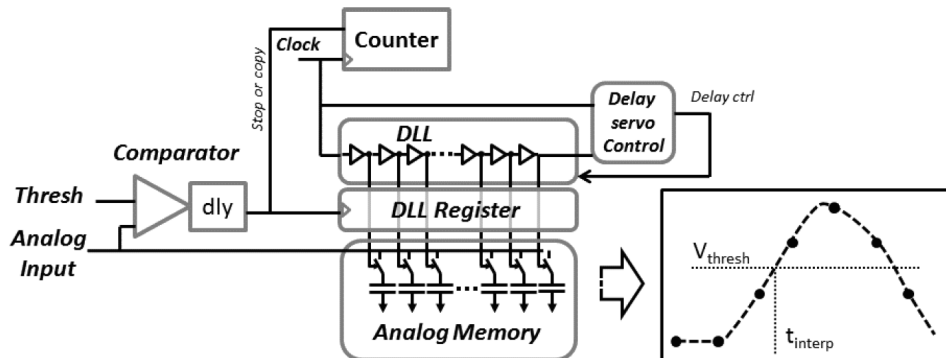 Counter
Clock
Stop or copy
Delay
servo
Control
Delay ctrl
DLL
Comparator
Thresh
dly
DLL Register
Analog
Input
Analog Memory
Vthresh
tinterp